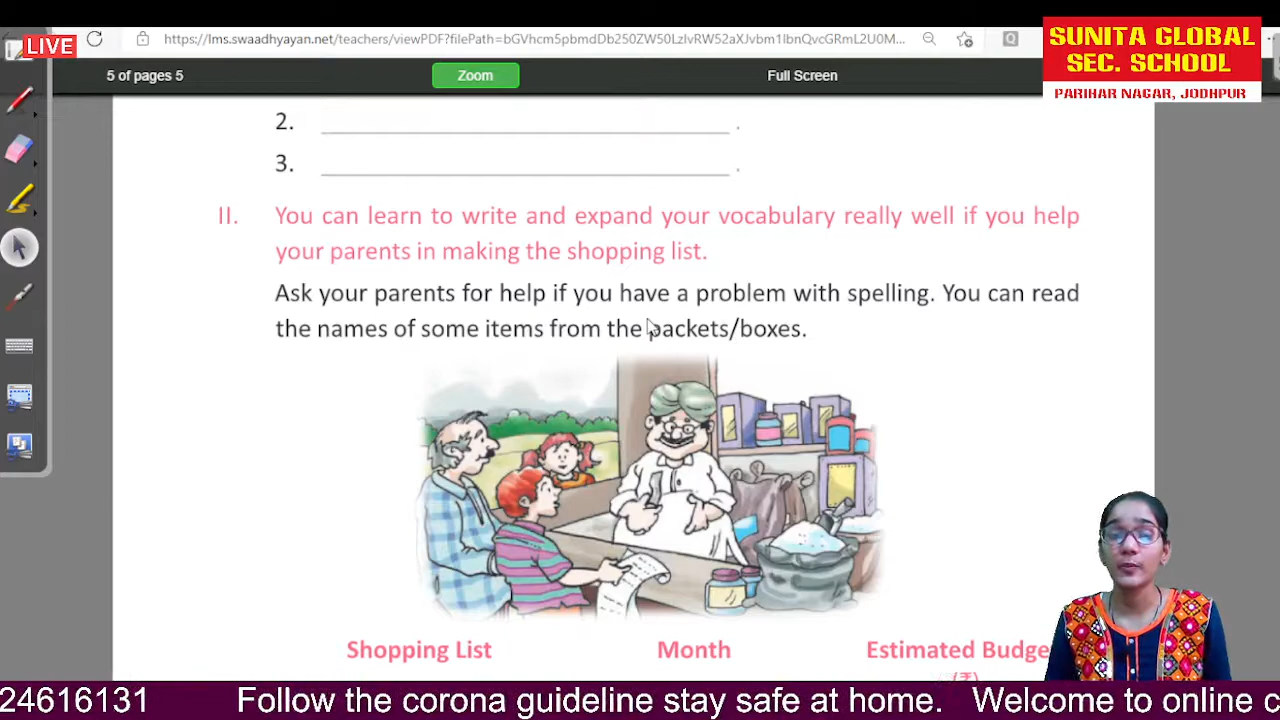 LIVE
https://lms.swaadhyayan.net/teachers/viewPDF?filePath=bGVhcm5pbmdDb250ZW50LzIvRW52aXJvbm1lbnQvcGRmL2U0M...
SUNITA GLOBAL
SEC. SCHOOL
PARIHAR NAGAR, JODHPUR
5 of pages 5
Zoom
Full Screen
2. .
3. .
II. You can learn to write and expand your vocabulary really well if you help
your parents in making the shopping list.
Ask your parents for help if you have a problem with spelling. You can read
the names of some items from the packets/boxes.
Shopping List Month Estimated Budge
(₹)
24616131 Follow the corona guideline stay safe at home. Welcome to online c